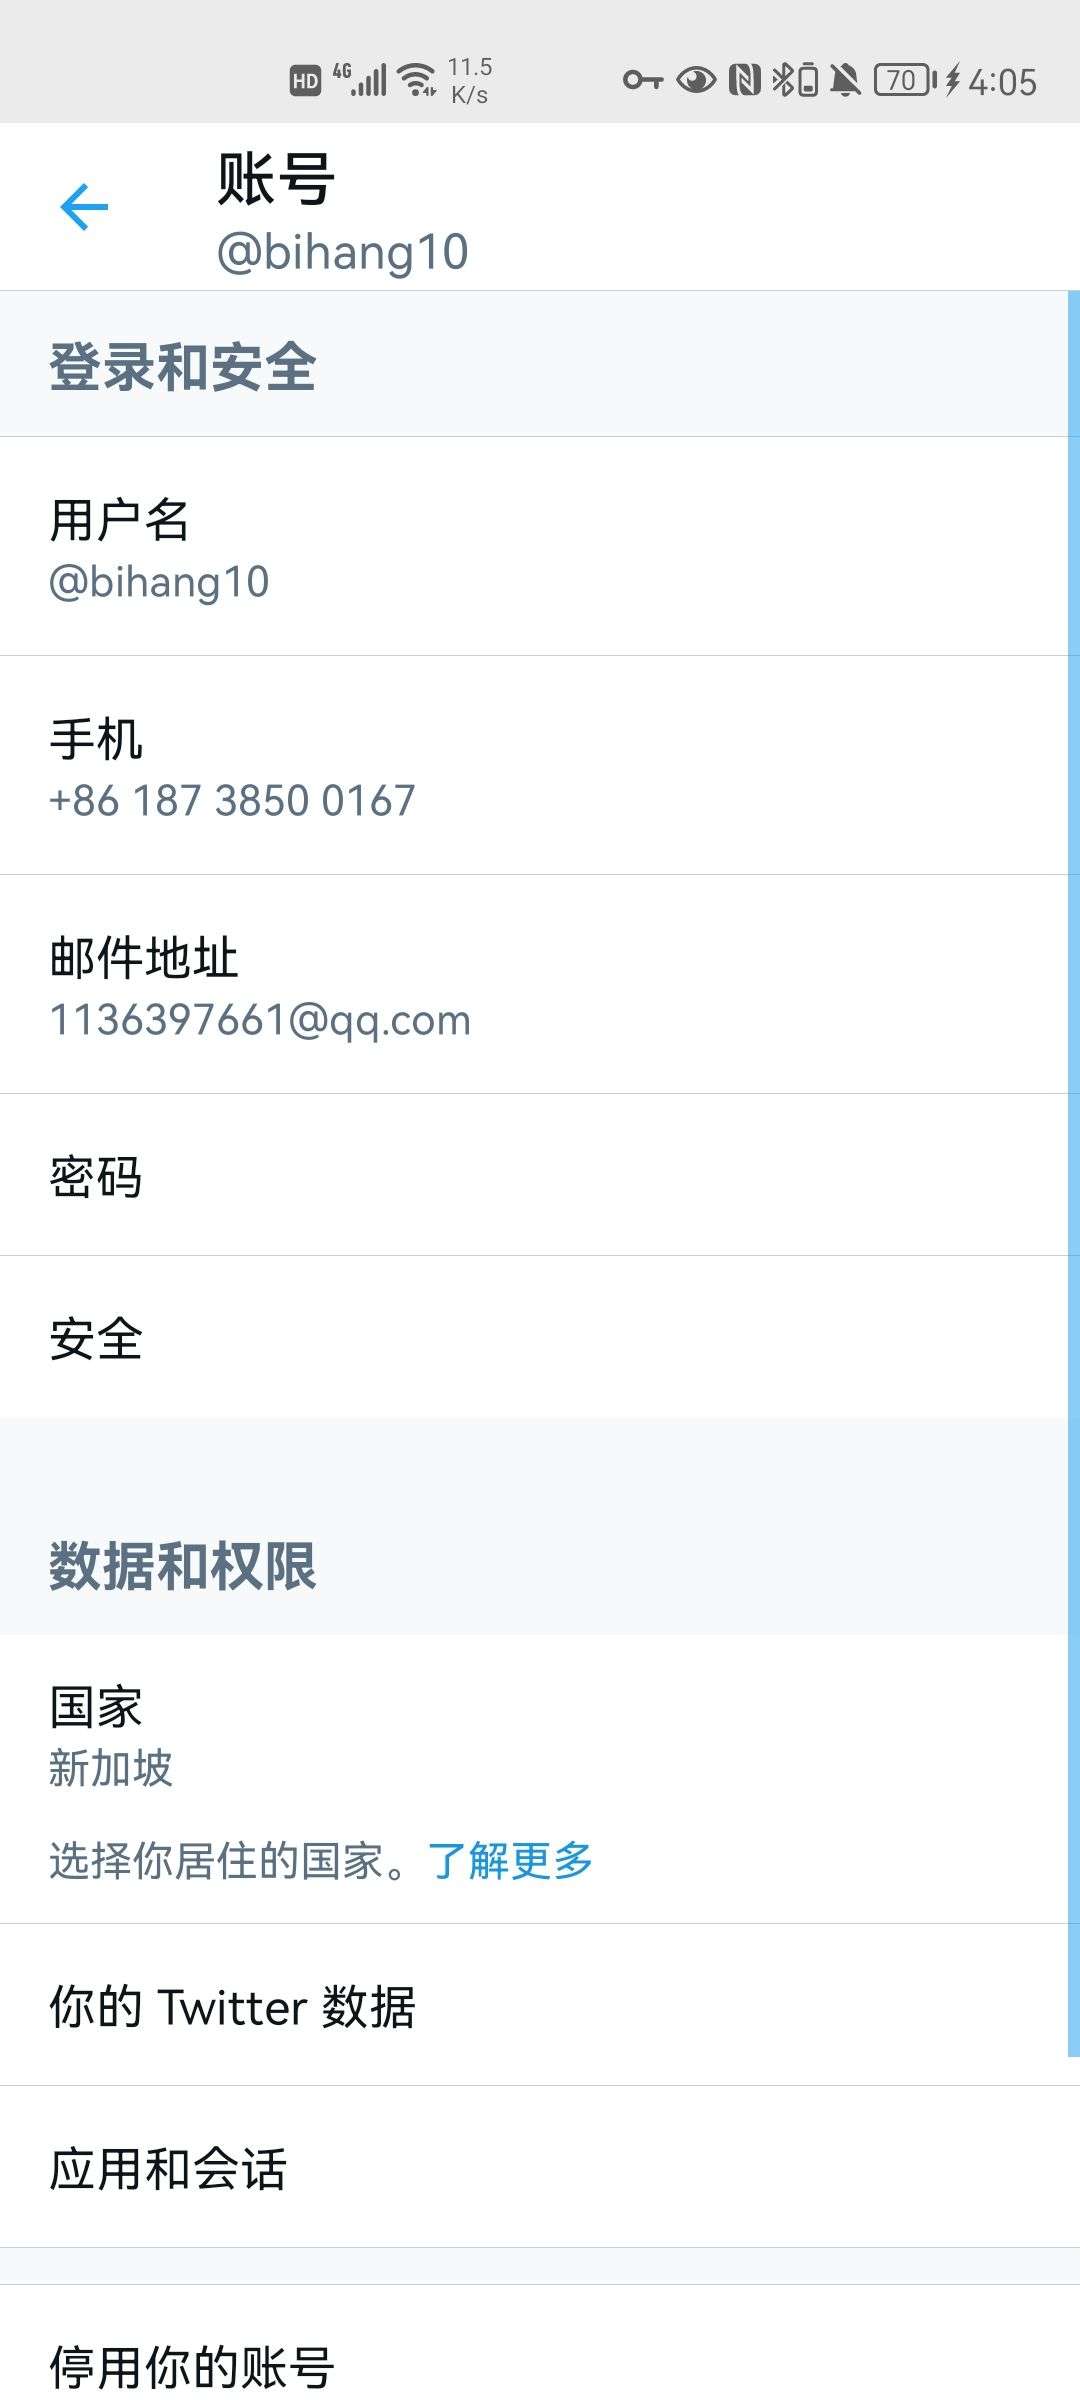 HD 4G 11.5 K/s 70 4:05
账号
@bihang10
登录和安全
用户名
@bihang10
手机
+86 187 3850 0167
邮件地址
1136397661@qq.com
密码
安全
数据和权限
国家
新加坡
选择你居住的国家。了解更多
你的 Twitter 数据
应用和会话
停用你的账号